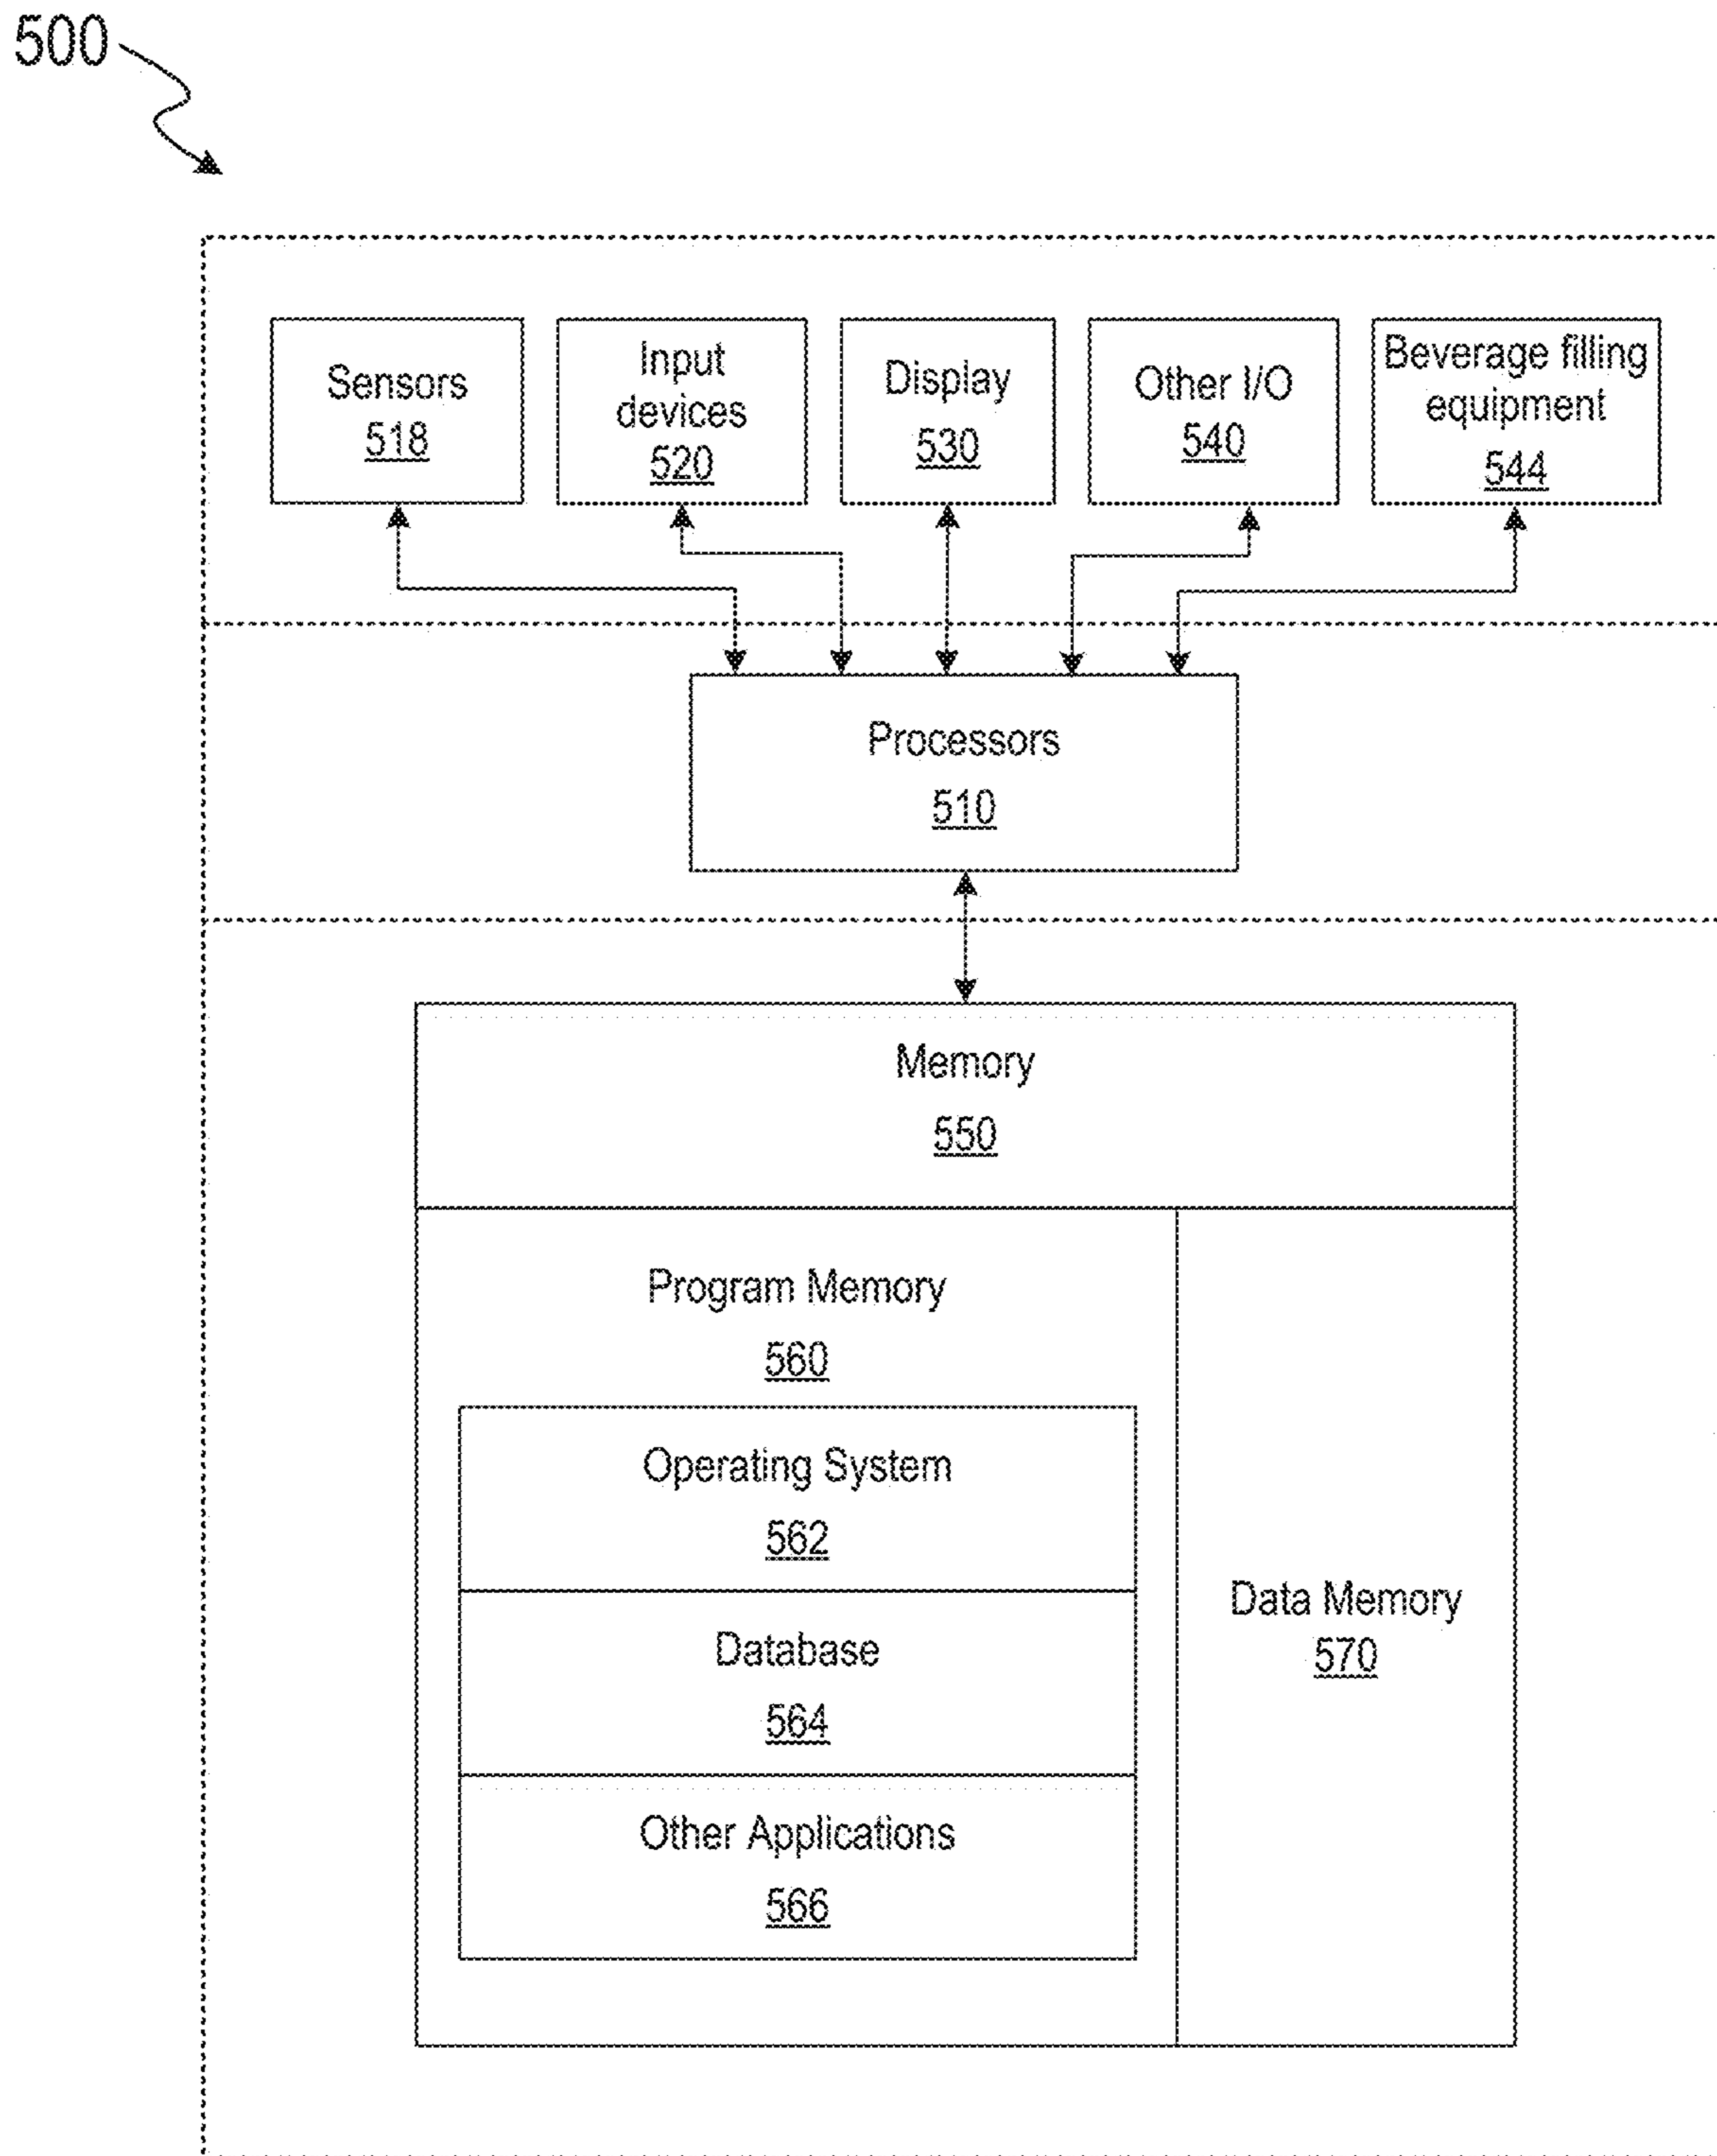 500
Sensors
518
Input
devices
520
Display
530
Other I/O
540
Beverage filling
equipment
544
Processors
510
Memory
550
Program Memory
560
Operating System
562
Database
564
Other Applications
566
Data Memory
570